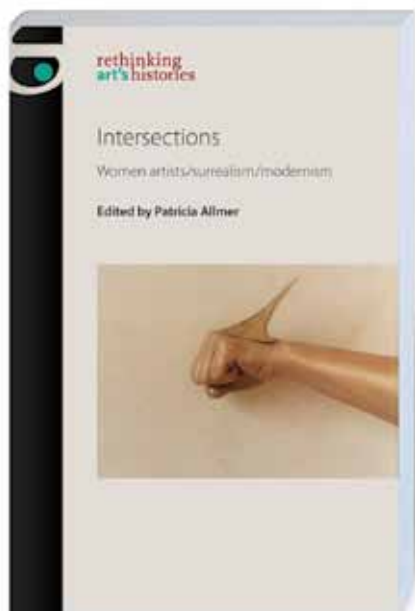 rethinking
art's histories
Intersections
Women artists/surrealism/modernism
Edited by Patricia Allmer